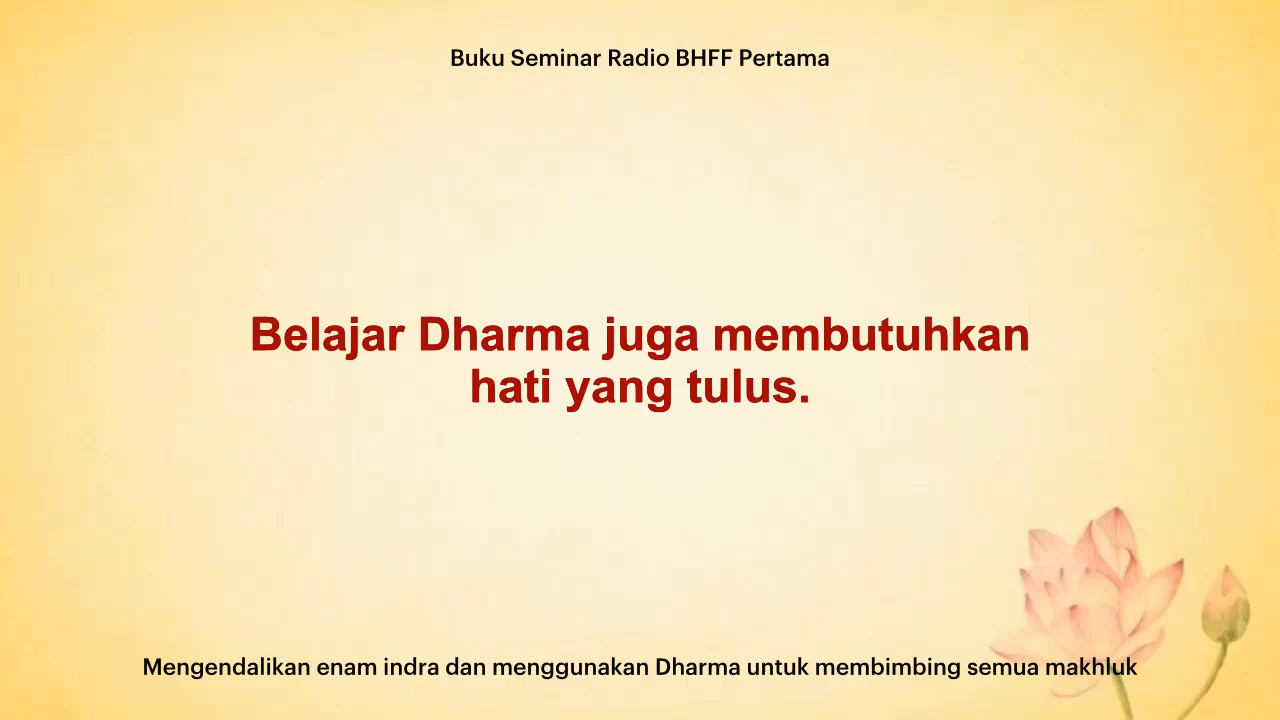 Buku Seminar Radio BHFF Pertama
Belajar Dharma juga membutuhkan
hati yang tulus.
Mengendalikan enam indra dan menggunakan Dharma untuk membimbing semua makhluk